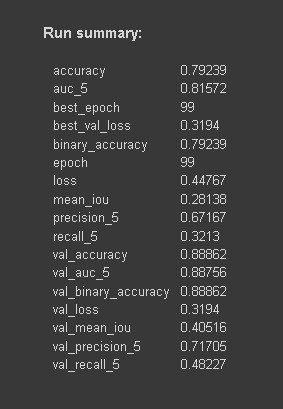 Run summary:
accuracy 0.79239
auc_5 0.81572
best_epoch 99
best_val_loss 0.3194
binary_accuracy 0.79239
epoch 99
loss 0.44767
mean_iou 0.28138
precision_5 0.67167
recall_5 0.3213
val_accuracy 0.88862
val_auc_5 0.88756
val_binary_accuracy 0.88862
val_loss 0.3194
val_mean_iou 0.40516
val_precision_5 0.71705
val_recall_5 0.48227